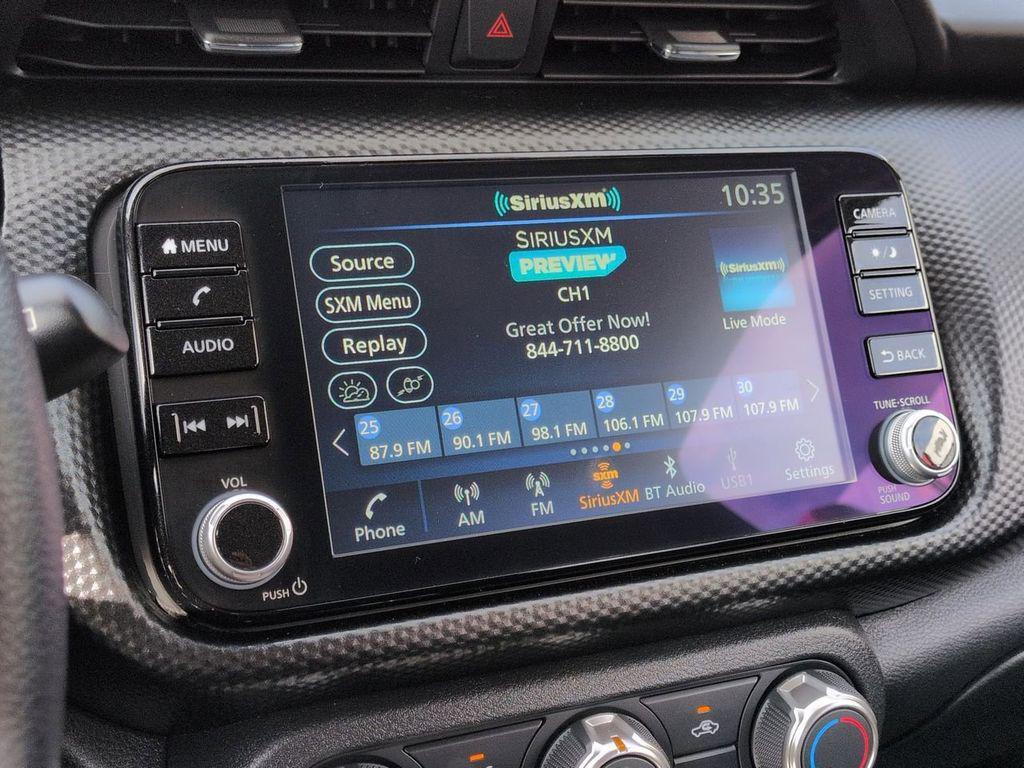 SiriusXM
10:35
MENU
AUDIO
VOL
PUSH
Source
SXM Menu
Replay
SIRIUSXM
PREVIEW
CH1
Great Offer Now!
844-711-8800
SiriusXM
Live Mode
25
87.9 FM
26
90.1 FM
27
98.1 FM
28
106.1 FM
29
107.9 FM
30
107.9 FM
Phone
AM
FM
sxm
SiriusXM
BT Audio
USB1
Settings
CAMERA
SETTING
BACK
TUNE·SCROLL
PUSH
SOUND